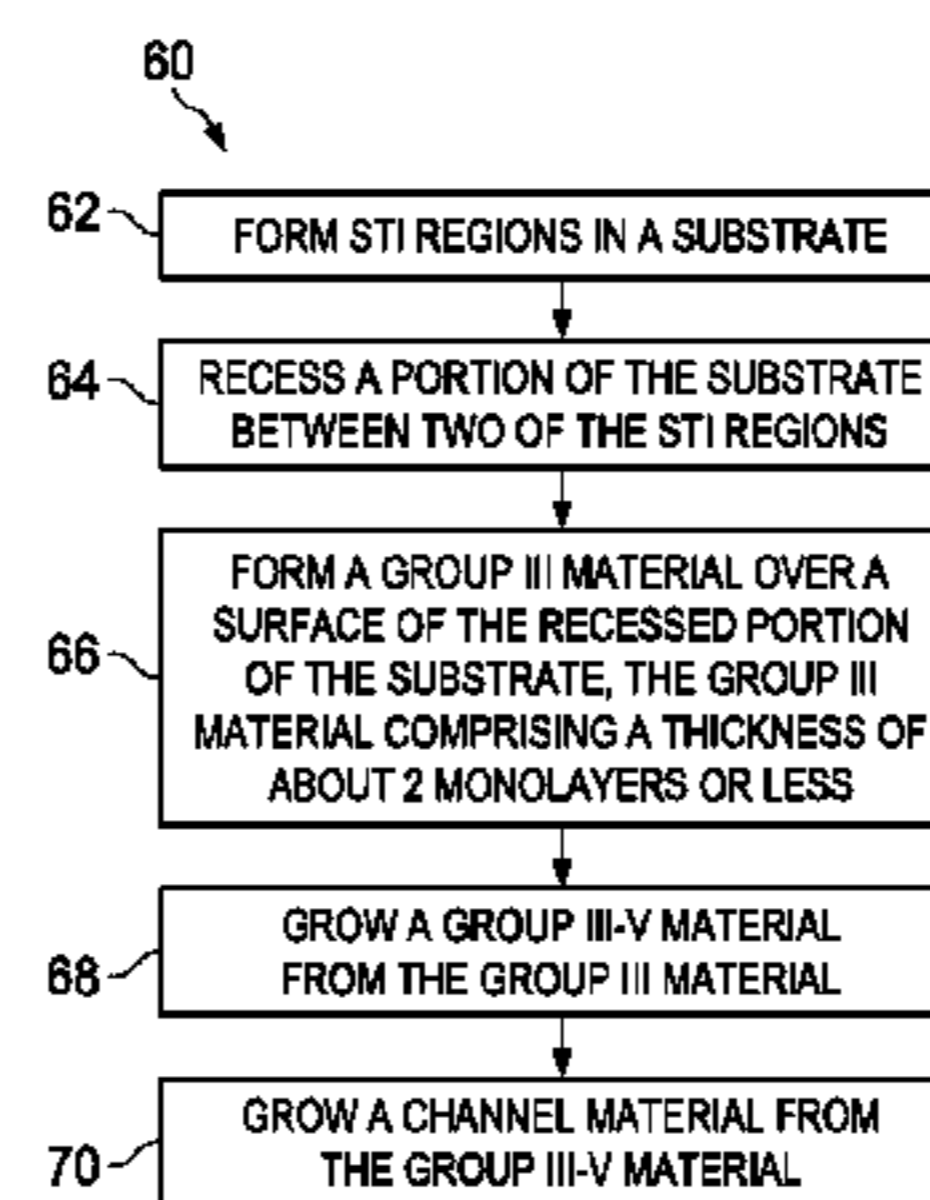 60
62
FORM STI REGIONS IN A SUBSTRATE
64
RECESS A PORTION OF THE SUBSTRATE
BETWEEN TWO OF THE STI REGIONS
66
FORM A GROUP III MATERIAL OVER A
SURFACE OF THE RECESSED PORTION
OF THE SUBSTRATE, THE GROUP III
MATERIAL COMPRISING A THICKNESS OF
ABOUT 2 MONOLAYERS OR LESS
68
GROW A GROUP III-V MATERIAL
FROM THE GROUP III MATERIAL
70
GROW A CHANNEL MATERIAL FROM
THE GROUP III-V MATERIAL